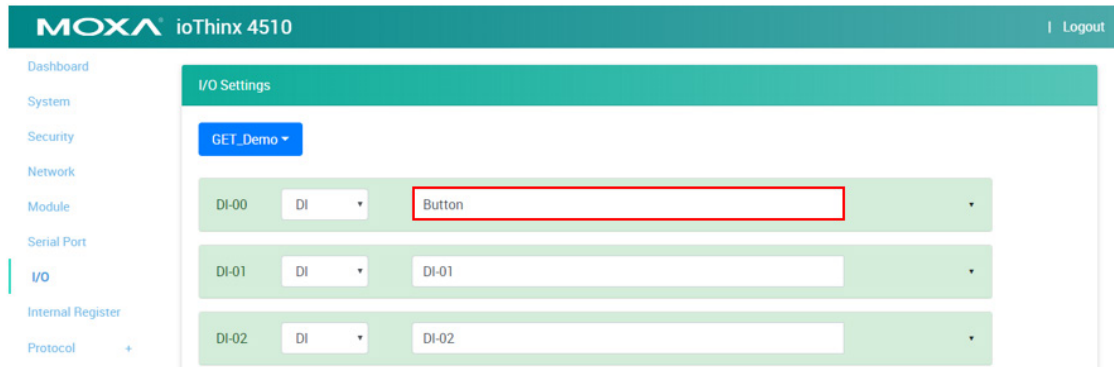 MOXA ioThinx 4510
| Logout
Dashboard
System
Security
Network
Module
Serial Port
I/O
Internal Register
Protocol +
I/O Settings
GET_Demo
DI-00 DI Button
DI-01 DI DI-01
DI-02 DI DI-02